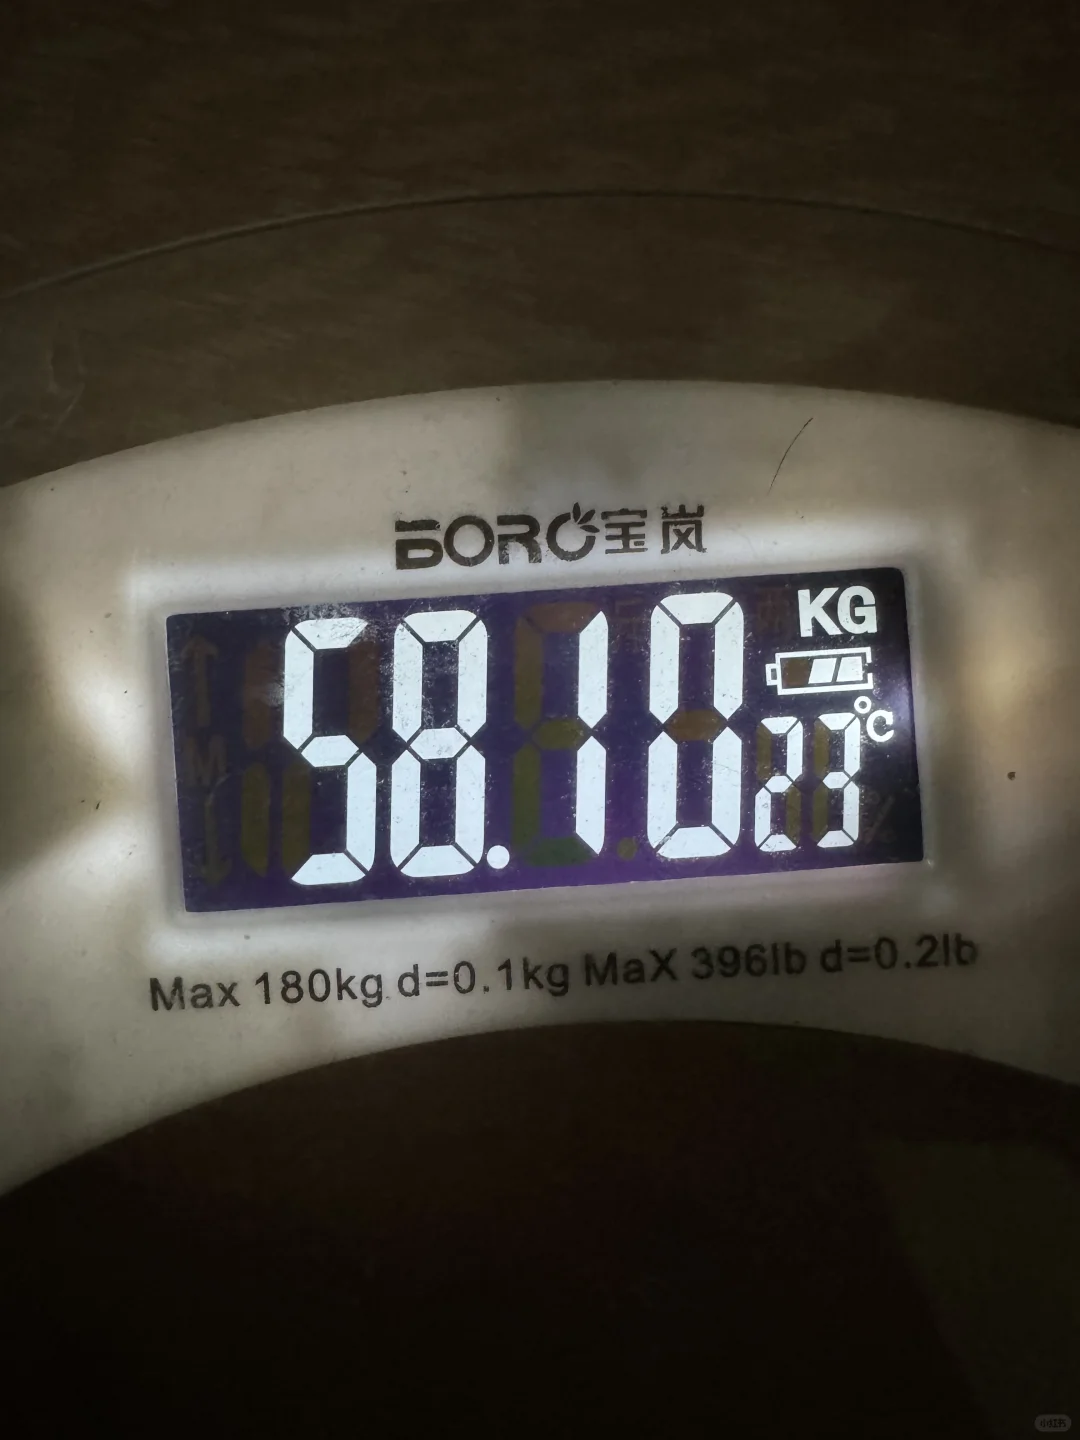 BORO宝岚
58.10 KG
23°C
Max 180kg d=0.1kg MaX 396lb d=0.2lb